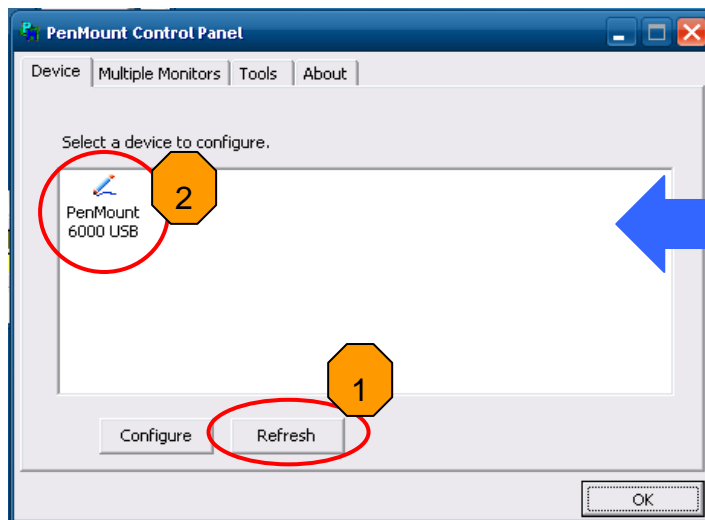 PenMount Control Panel
Device Multiple Monitors Tools About
Select a device to configure.
2
PenMount
6000 USB
1
Configure Refresh
OK